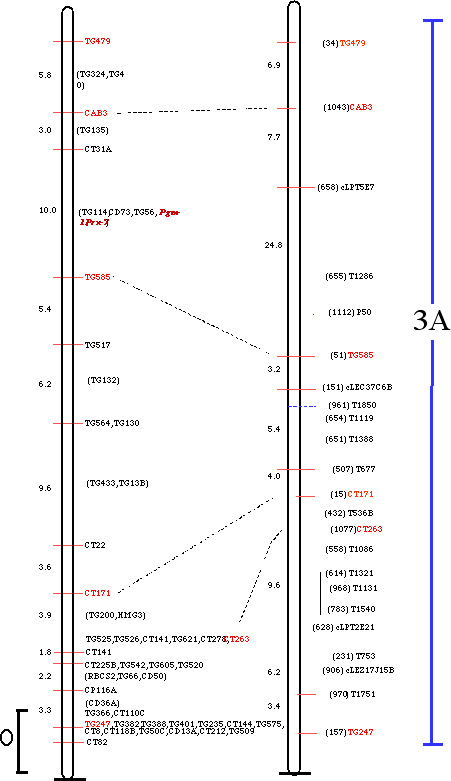 TG479
(34) TG479
5.8
6.9
(TG324,TG4
0)
CAB3
(1043)CAB3
3.0
(TG135)
7.7
CT31A
(658) cLPT5E7
10.0
(TG114,CD73,TG56,Pgm-
1Prx-7)
24.8
TG585
(655) T1286
5.4
(1112) P50
3A
TG517
(51) TG585
3.2
6.2
(TG132)
(151) cLEC37C6B
(961) T1850
(654) T1119
TG564,TG130
5.4
(651) T1388
(507) T677
4.0
9.6
(TG433,TG13B)
(15)CT171
(432) T536B
(1077)CT263
CT22
(558) T1086
3.6
(614) T1321
9.6
(968) T1131
CT171
(783) T1540
3.9
(TG200,HMG3)
(628) cLPT2E21
TG525,TG526,CT141,TG621,CT278,CT263
1.8
CT141
(231) T753
CT225B,TG542,TG605,TG520
(906) cLEZ17J15B
2.2
(RBCS2,TG66,CD50)
6.2
CP116A
(970) T1751
(CD36A)
3.4
3.3
TG366,CT110C
TG247,TG382,TG388,TG401,TG235,CT144,TG575,
CT8,CT118B,TG50C,CD13A,CT212,TG509
(157) TG247
CT82